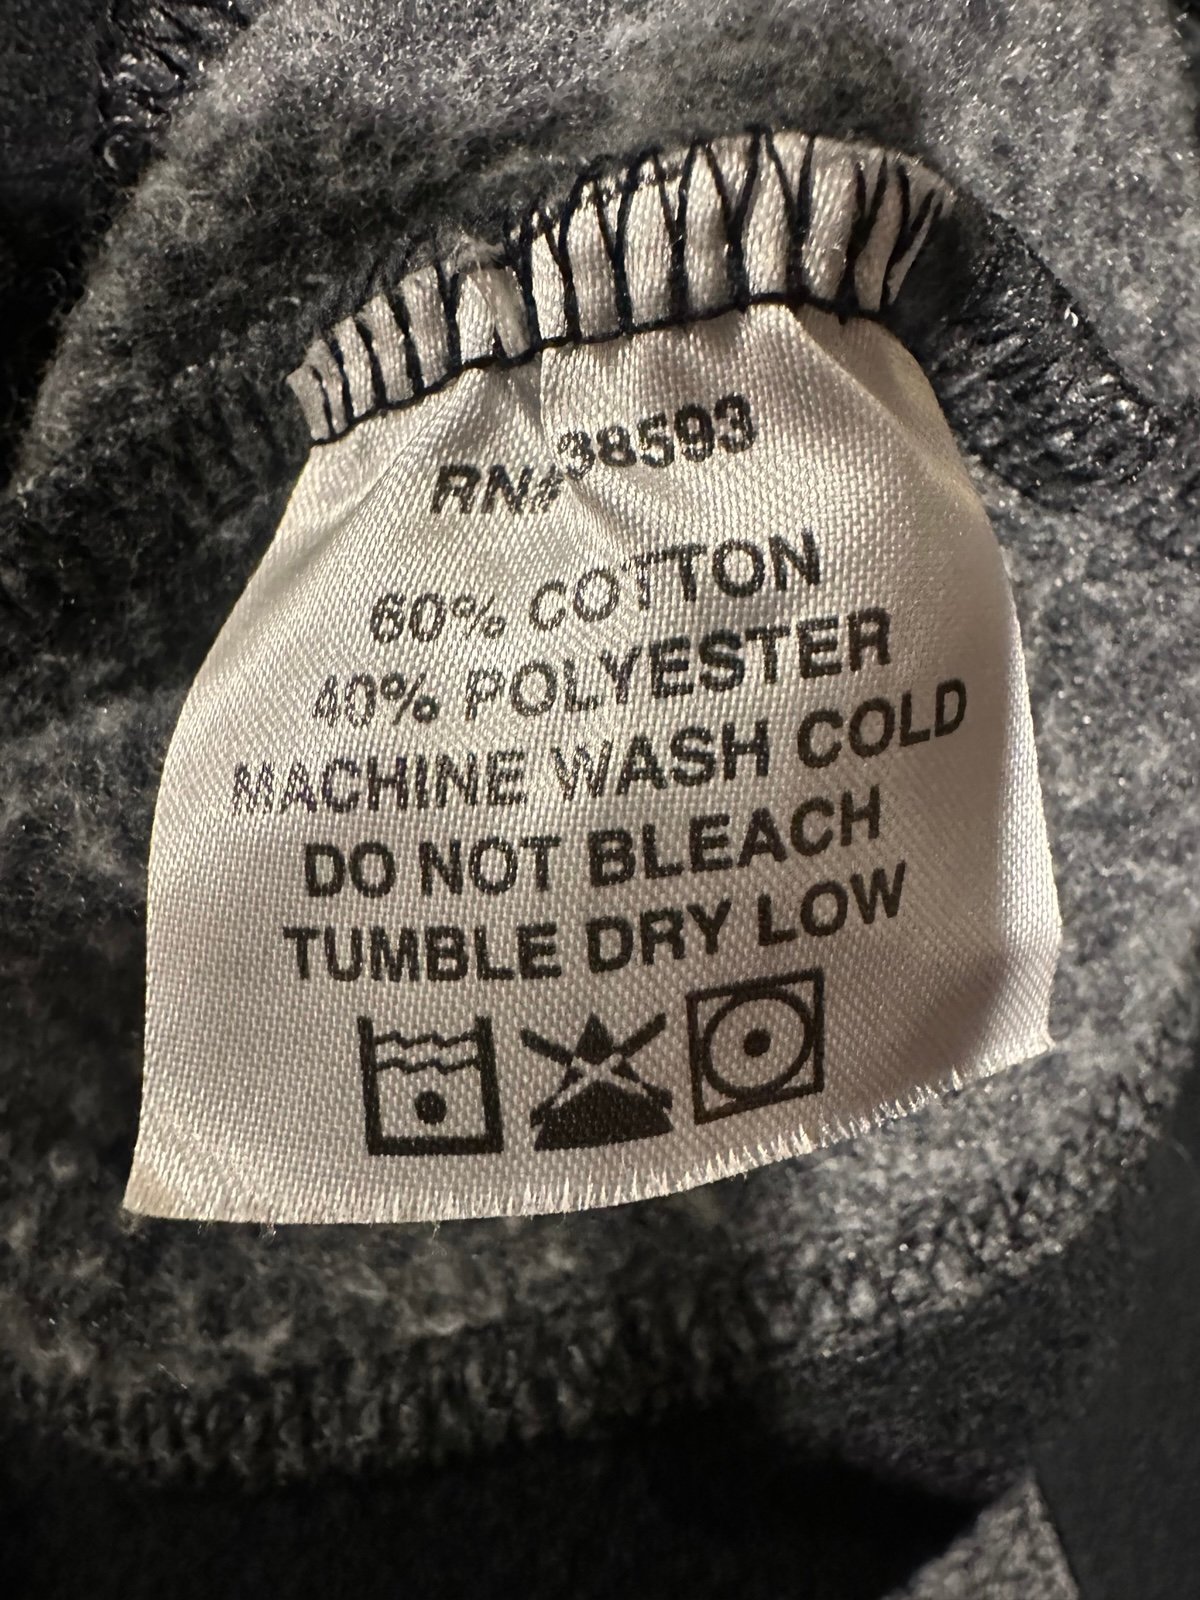 RN#38593
60% COTTON
40% POLYESTER
MACHINE WASH COLD
DO NOT BLEACH
TUMBLE DRY LOW